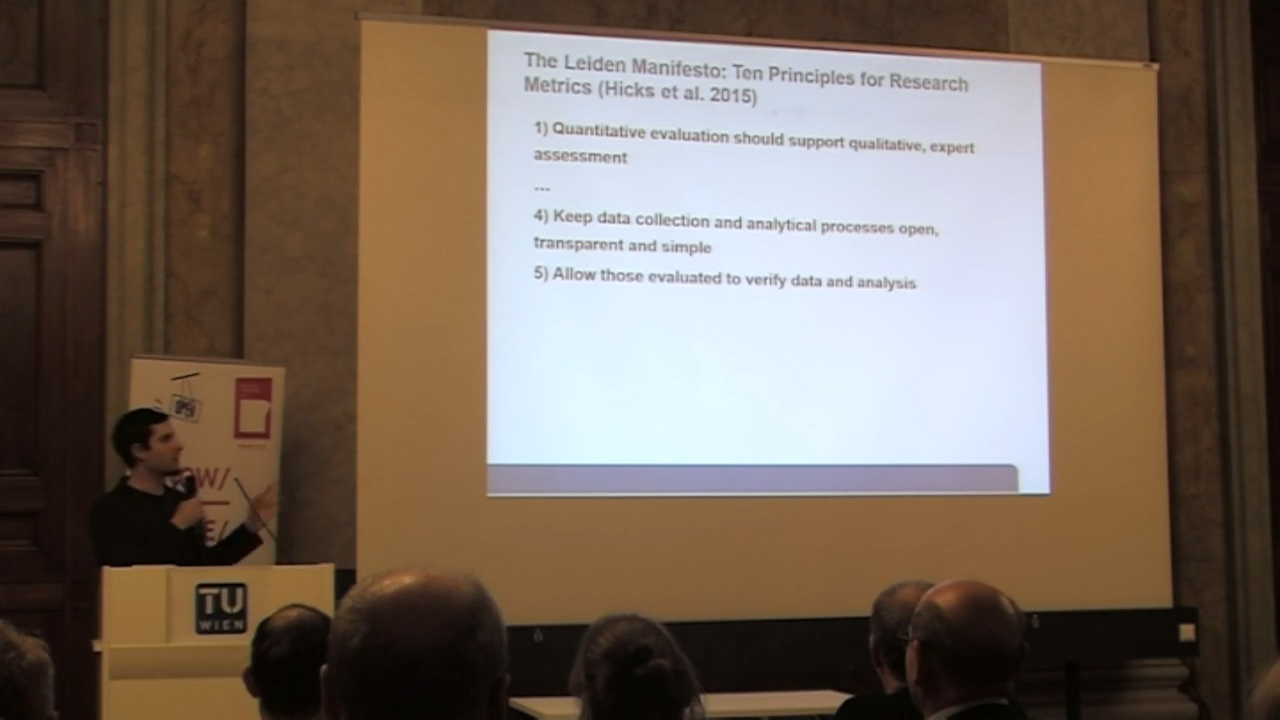 The Leiden Manifesto: Ten Principles for Research
Metrics (Hicks et al. 2015)
1) Quantitative evaluation should support qualitative, expert
assessment
...
4) Keep data collection and analytical processes open,
transparent and simple
5) Allow those evaluated to verify data and analysis
OPEN
W/
E/
TU
WIEN